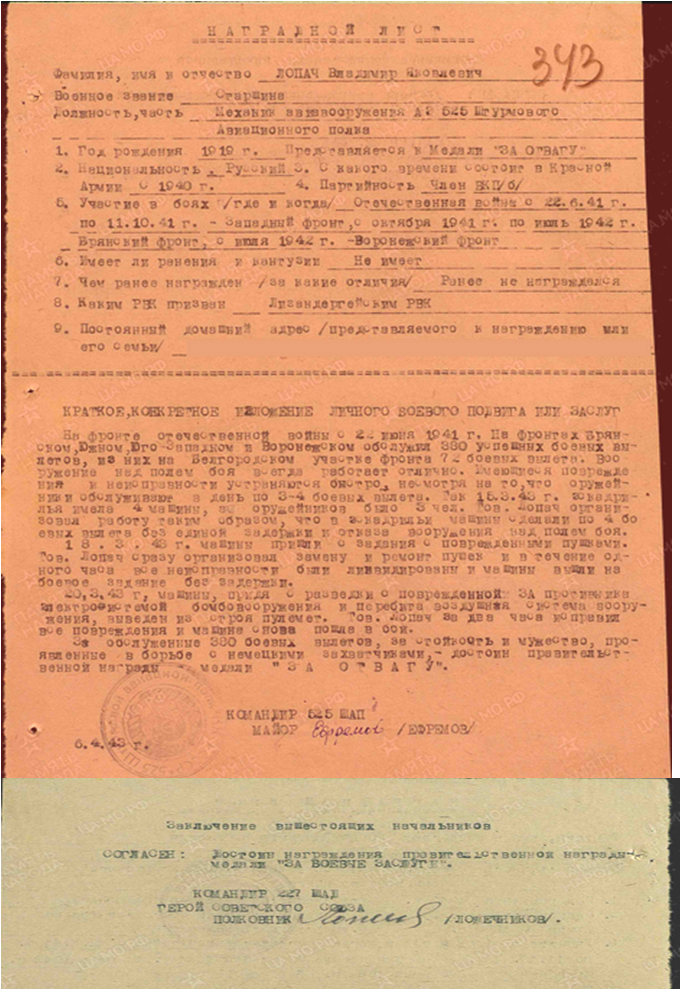 НАГРАДНОЙ ЛИСТ
343
Фамилия, имя и отчество ЛОПАЧ Владимир Яковлевич
Военное звание Старшина
Должность, часть Механик авиавооружения АЭ 525 Штурмового
Авиационного полка
1. Год рождения 1919 г. Представляется к Медали "ЗА ОТВАГУ"
2. Национальность Русский 3. С какого времени состоит в Красной
Армии с 1940 г. 4. Партийность Член ВКП/б/
5. Участие в боях /где и когда/ Отечественная война с 22.6.41 г.
по 11.10.41 г. - Западный фронт, с октября 1941 г. по июль 1942 г.
Брянский фронт, с июля 1942 г. -Воронежский фронт
6. Имеет ли ранения и контузии Не имеет
7. Чем ранее награжден /за какие отличия/ Ранее не награждался
8. Каким РВК призван Лизандергейским РВК
9. Постоянный домашний адрес /представляемого к награждению или
его семьи/
КРАТКОЕ,КОНКРЕТНОЕ ИЗЛОЖЕНИЕ ЛИЧНОГО БОЕВОГО ПОДВИГА ИЛИ ЗАСЛУГ
На фронте отечественной войны с 22 июня 1941 г. На фронтах Брян-
ском,Южном,Юго-Западном и Воронежском обслужил 380 успешных боевых вы-
летов, из них на Белгородском участке фронта 72 боевых вылета. Воо
ружение над полем боя всегда работает отлично. Имеющиеся поврежде
ния и неисправности устраняются быстро, несмотря на то,что оружей-
ники обслуживают в день по 3-4 боевых вылета. Так 15.3.43 г. эскадри-
лья имела 4 машины, а оружейников было 3 чел. Тов. Лопач органи-
зовал работу таким образом, что в эскадрильи машины сделали по 4 бо
евых вылета без единой задержки и отказа вооружения над полем боя.
18.3.43 г. машины пришли с задания с поврежденными пушками.
Тов. Лопач сразу организовал замену и ремонт пушек и в течение од-
ного часа все неисправности были ликвидированы и машины вышли на
боевое задание без задержки.
20.3.43 г, машины, придя с разведки с поврежденной ЗА противника
электросистемой бомбовооружения и перебита воздушная система воору-
жения, выведен из строя пулемет. Тов. Лопач за два часа исправил
все повреждения и машина снова пошла в бой.
За обслуженные 380 боевых вылетов, за стойкость и мужество, про-
явленные в борьбе с немецкими захватчиками,- достоин правительст-
венной награды - медали "ЗА ОТВАГУ".
КОМАНДИР 525 ШАП
МАЙОР Ефремов /ЕФРЕМОВ/
6.4.43 г.
Заключение вышестоящих начальников
СОГЛАСЕН: Достоин награждения правительственной награды-
медали "ЗА БОЕВЫЕ ЗАСЛУГИ".
КОМАНДИР 227 ШАД
ГЕРОЙ СОВЕТСКОГО СОЮЗА
ПОЛКОВНИК /ЛОЖЕЧНИКОВ/.